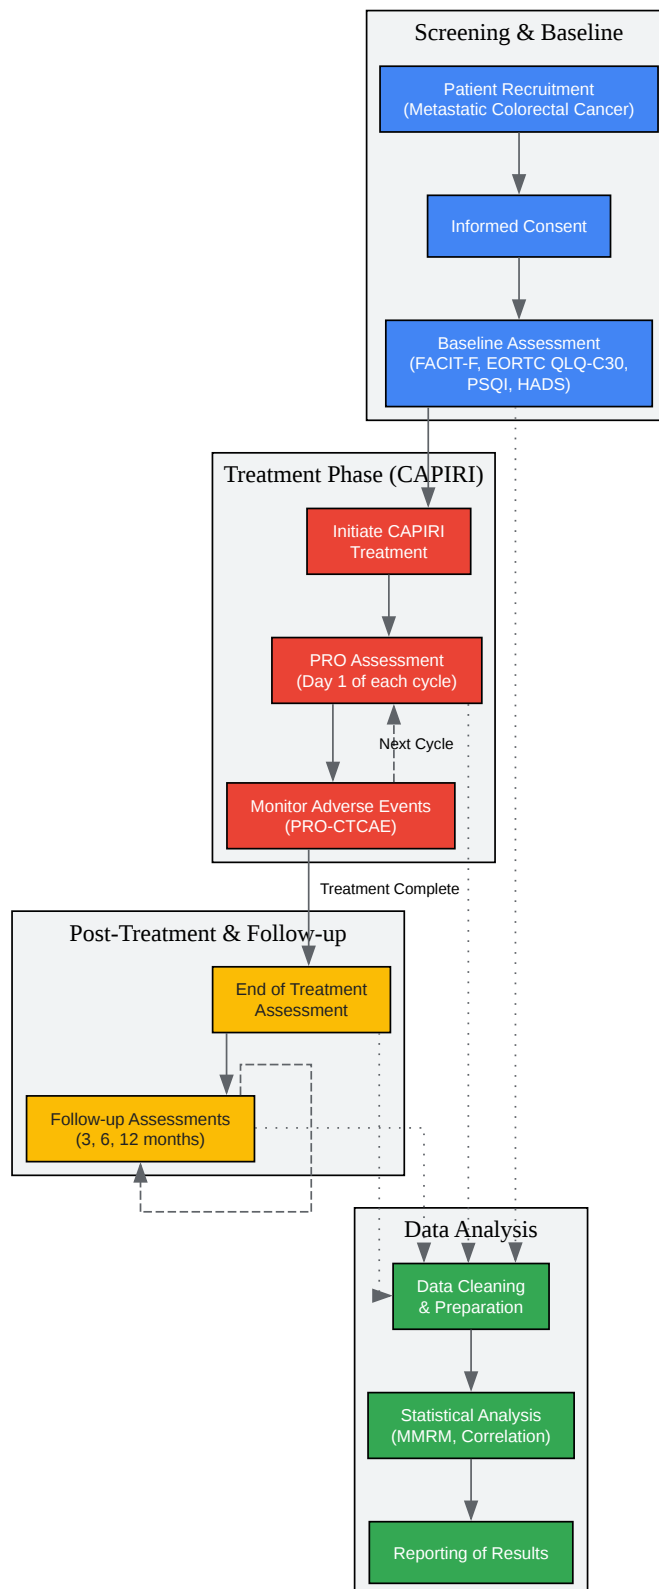 Screening & Baseline
Patient Recruitment
(Metastatic Colorectal Cancer)
Informed Consent
Baseline Assessment
(FACIT-F, EORTC QLQ-C30,
PSQI, HADS)
Treatment Phase (CAPIRI)
Initiate CAPIRI
Treatment
PRO Assessment
(Day 1 of each cycle)
Next Cycle
Monitor Adverse Events
(PRO-CTCAE)
Treatment Complete
Post-Treatment & Follow-up
End of Treatment
Assessment
Follow-up Assessments
(3, 6, 12 months)
Data Analysis
Data Cleaning
& Preparation
Statistical Analysis
(MMRM, Correlation)
Reporting of Results